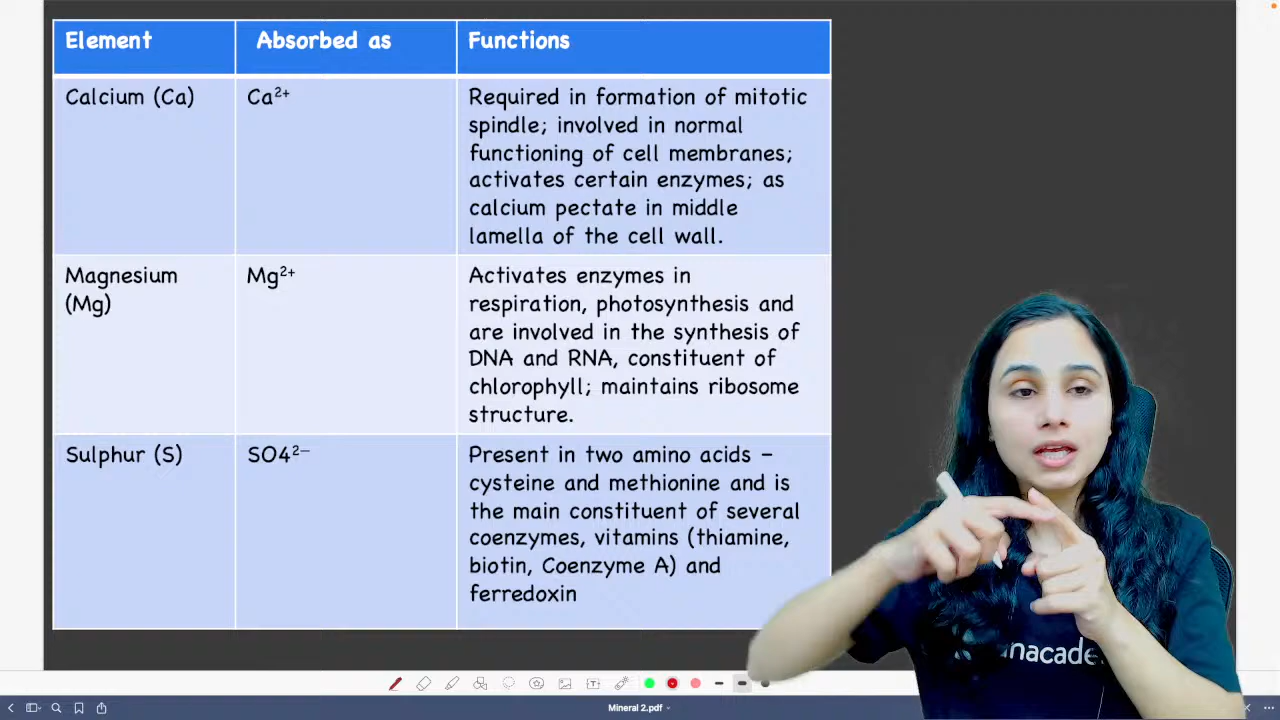 Element Absorbed as Functions
Calcium (Ca) Ca²⁺ Required in formation of mitotic
spindle; involved in normal
functioning of cell membranes;
activates certain enzymes; as
calcium pectate in middle
lamella of the cell wall.
Magnesium Mg²⁺ Activates enzymes in
(Mg) respiration, photosynthesis and
are involved in the synthesis of
DNA and RNA, constituent of
chlorophyll; maintains ribosome
structure.
Sulphur (S) SO4²⁻ Present in two amino acids –
cysteine and methionine and is
the main constituent of several
coenzymes, vitamins (thiamine,
biotin, Coenzyme A) and
ferredoxin
nacade
Mineral 2.pdf